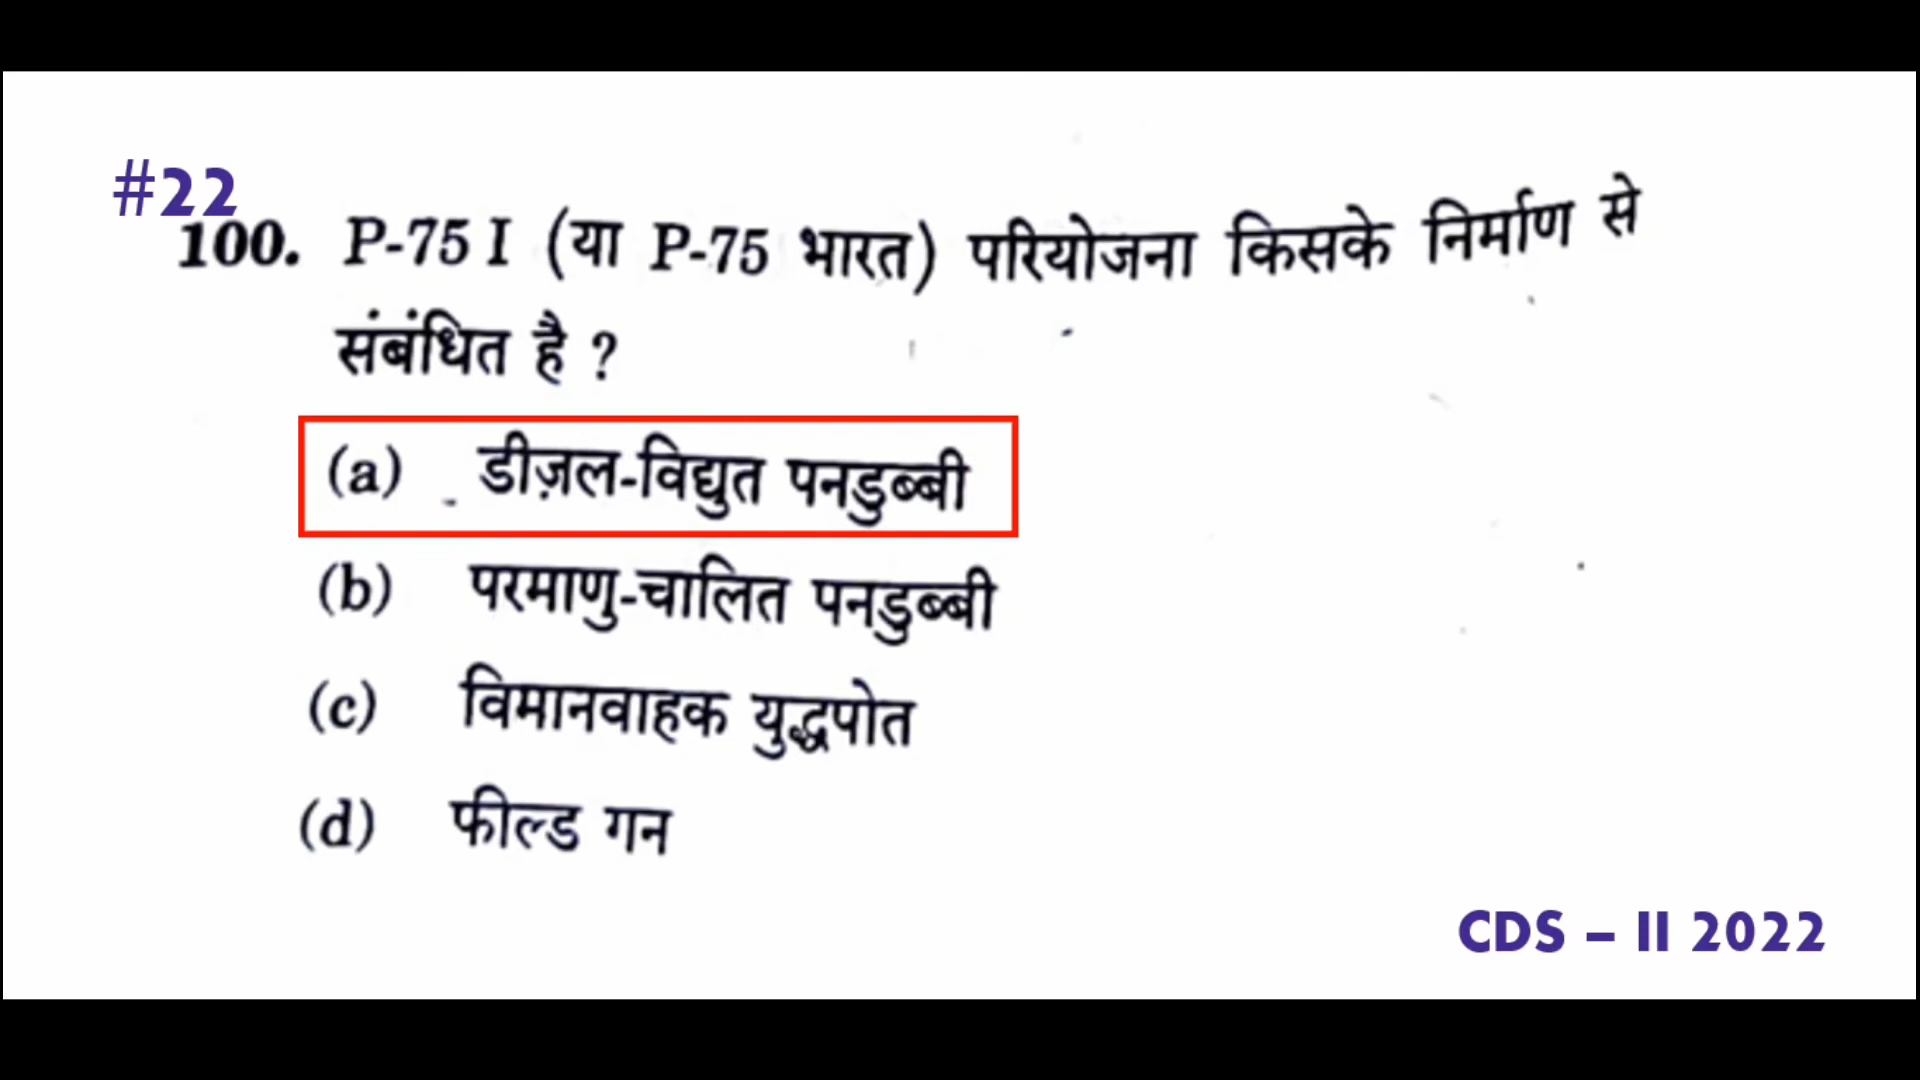 #22
100. P-75 I (या P-75 भारत) परियोजना किसके निर्माण से
संबंधित है ?
(a) डीज़ल-विद्युत पनडुब्बी
(b) परमाणु-चालित पनडुब्बी
(c) विमानवाहक युद्धपोत
(d) फील्ड गन
CDS – II 2022